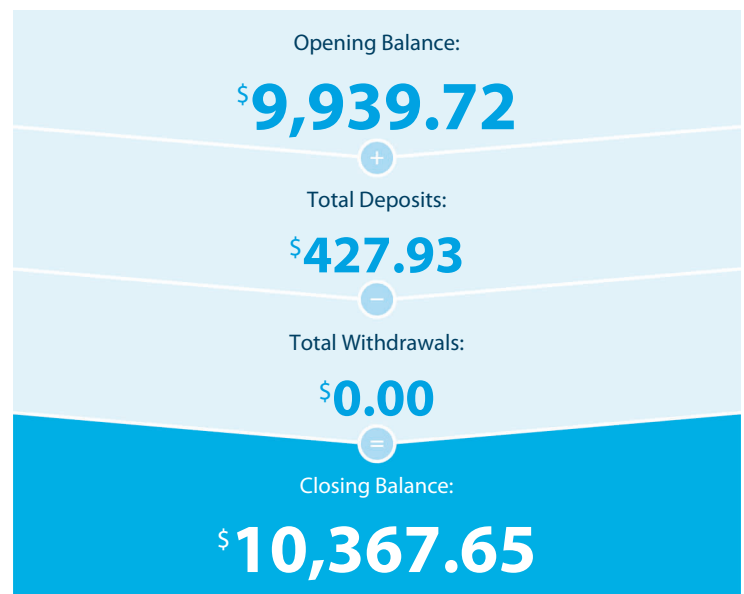 Opening Balance:
$9,939.72
+
Total Deposits:
$427.93
−
Total Withdrawals:
$0.00
=
Closing Balance:
$10,367.65